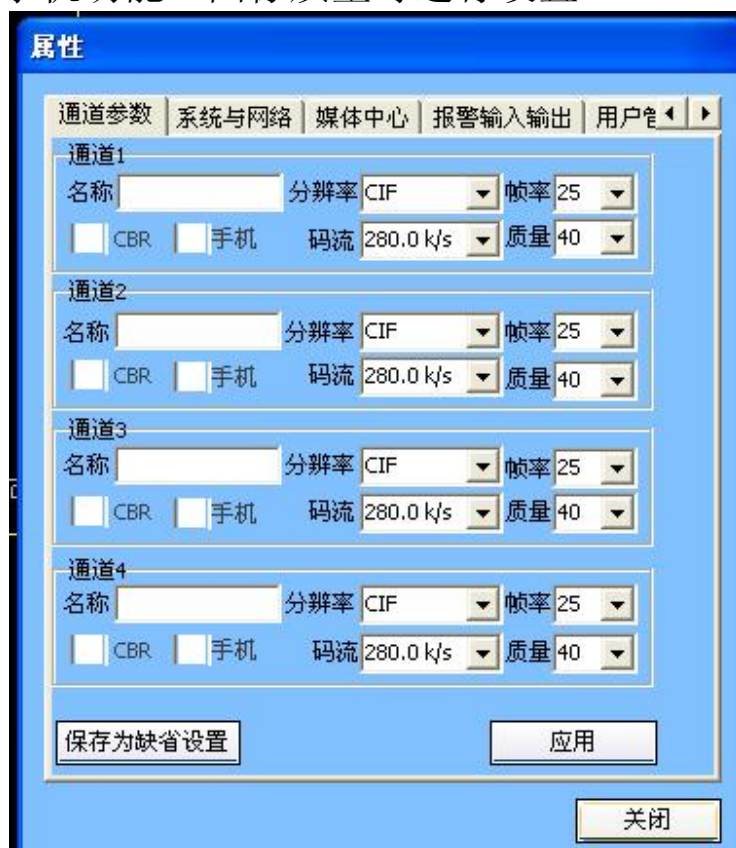 属性
通道参数 系统与网络 媒体中心 报警输入输出 用户管
通道1
名称 分辨率 CIF 帧率 25
CBR 手机 码流 280.0 k/s 质量 40
通道2
名称 分辨率 CIF 帧率 25
CBR 手机 码流 280.0 k/s 质量 40
通道3
名称 分辨率 CIF 帧率 25
CBR 手机 码流 280.0 k/s 质量 40
通道4
名称 分辨率 CIF 帧率 25
CBR 手机 码流 280.0 k/s 质量 40
保存为缺省设置 应用
关闭